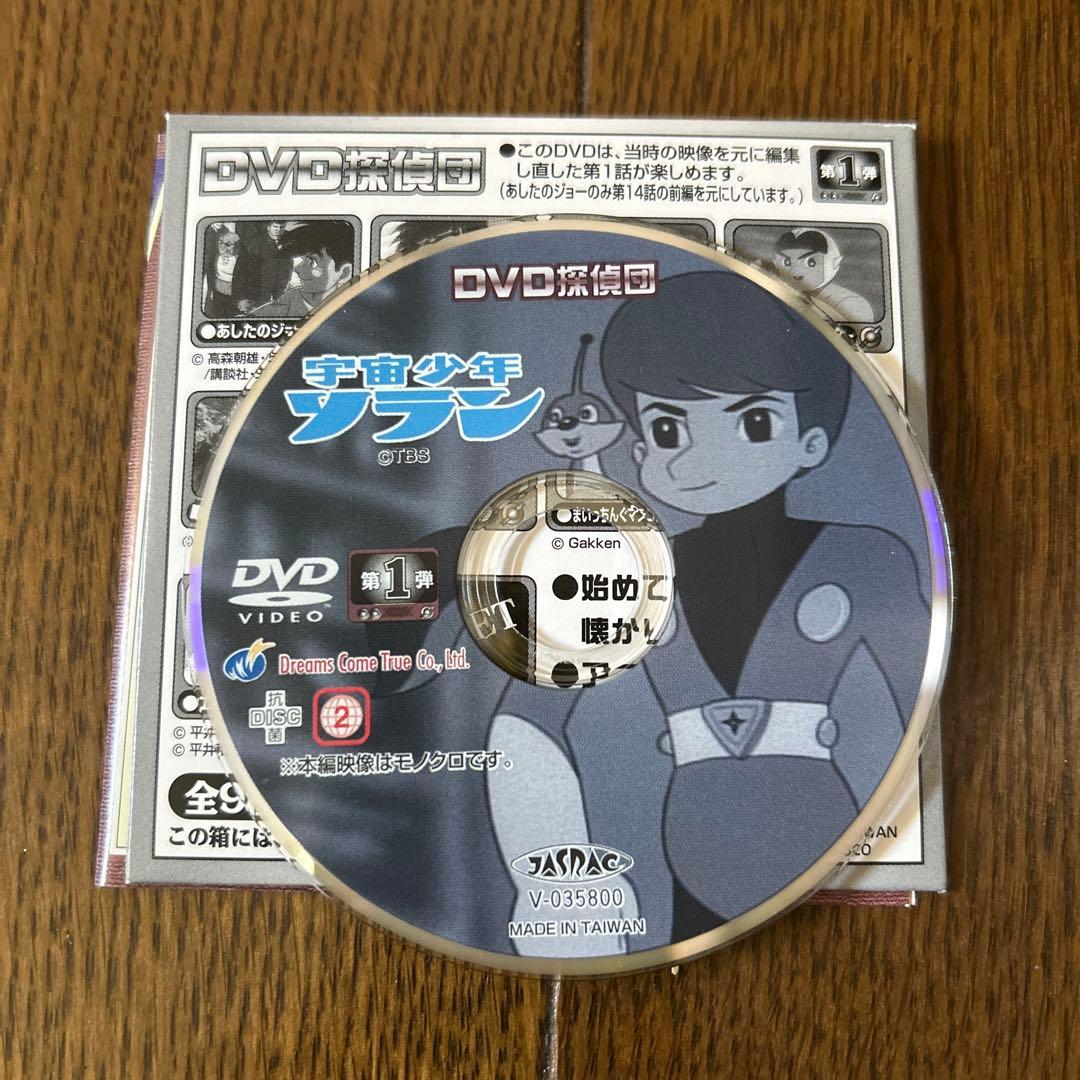 DVD探偵団
●このDVDは、当時の映像を元に編集
し直した第1話が楽しめます。
(あしたのジョーのみ第14話の前編を元にしています。)
第1弾
●あしたのジ
© 高森朝雄・
/講談社・
DVD探偵団
宇宙少年
ソラン
©TBS
●まいっちんぐマ
© Gakken
●始めて
懐かし
ET
DVD
VIDEO
第1弾
Dreams Come True Co., Ltd.
抗
DISC
菌
2
※本編映像はモノクロです。
© 平井
© 平井
全9
この箱には
JASRAC
V-035800
MADE IN TAIWAN